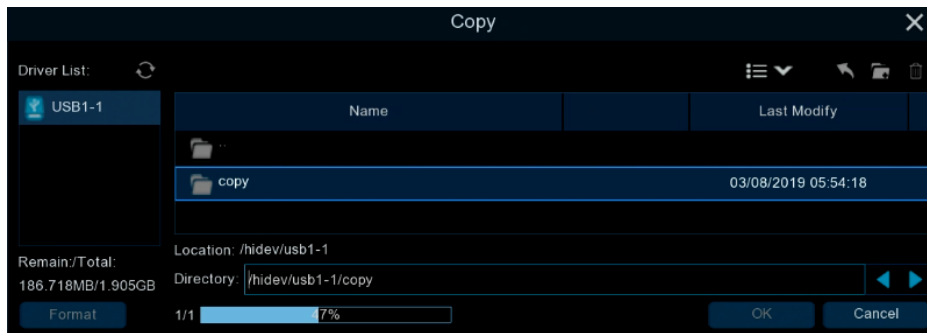 Copy
Driver List:
USB1-1
Name Last Modify
..
copy 03/08/2019 05:54:18
Remain:/Total:
186.718MB/1.905GB
Location: /hidev/usb1-1
Directory: /hidev/usb1-1/copy
Format 1/1 47% OK Cancel